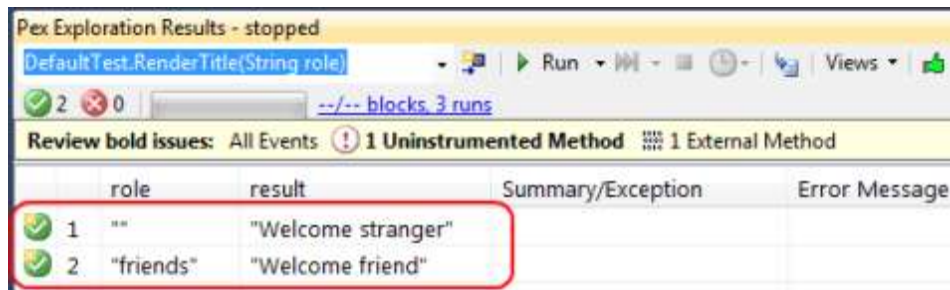 Pex Exploration Results - stopped
DefaultTest.RenderTitle(String role) Run Views
2 0 --/-- blocks, 3 runs
Review bold issues: All Events 1 Uninstrumented Method 1 External Method
role result Summary/Exception Error Message
1 "" "Welcome stranger"
2 "friends" "Welcome friend"